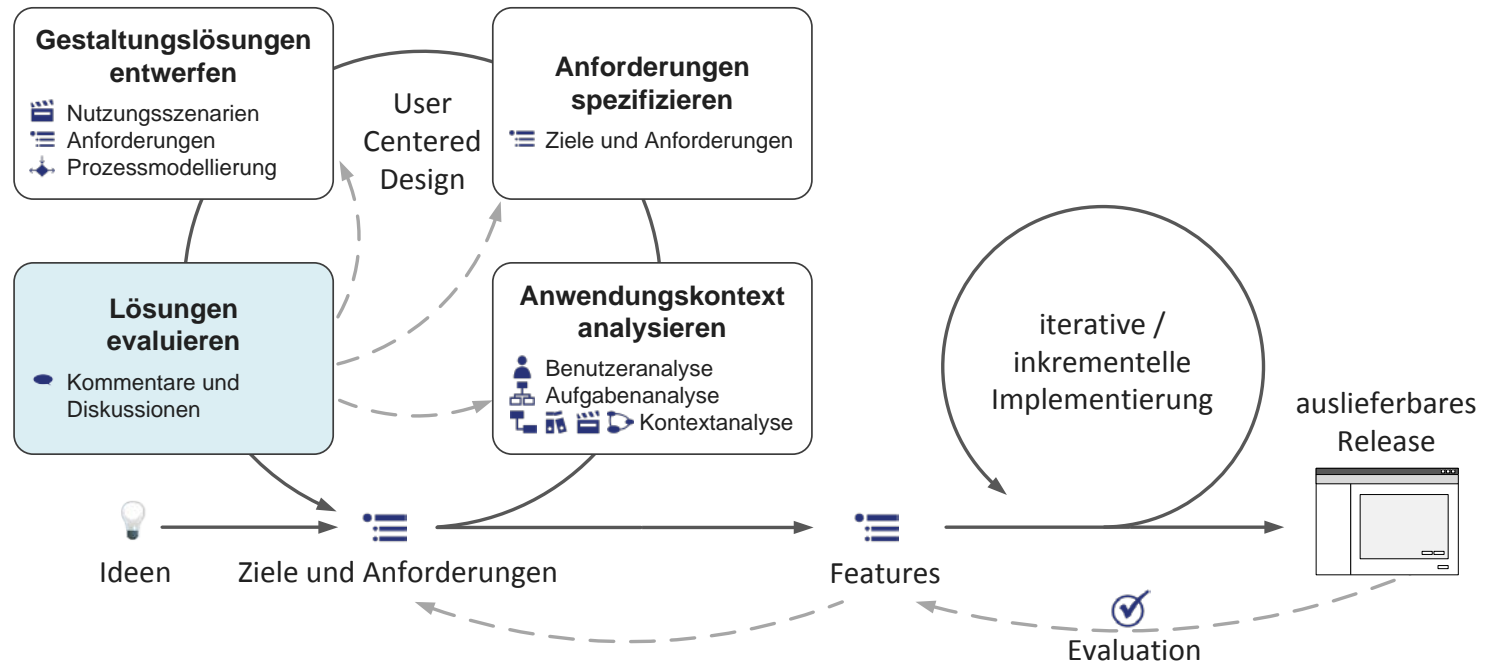 Gestaltungslösungen
entwerfen
Nutzungsszenarien
Anforderungen
Prozessmodellierung
User
Centered
Design
Anforderungen
spezifizieren
Ziele und Anforderungen
Lösungen
evaluieren
Kommentare und
Diskussionen
Anwendungskontext
analysieren
Benutzeranalyse
Aufgabenanalyse
Kontextanalyse
iterative /
inkrementelle
Implementierung
auslieferbares
Release
Ideen
Ziele und Anforderungen
Features
Evaluation